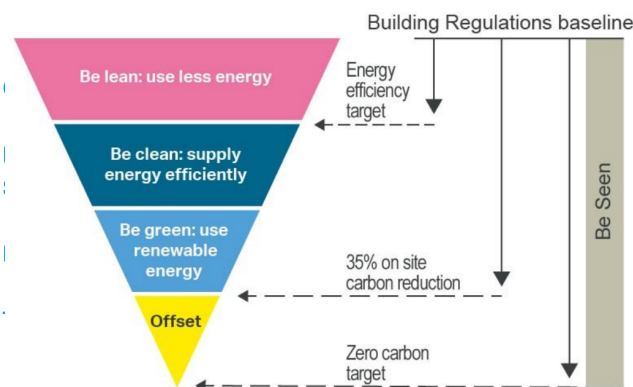 Building Regulations baseline
Be lean: use less energy
Energy
efficiency
target
Be clean: supply
energy efficiently
Be green: use
renewable
energy
35% on site
carbon reduction
Offset
Zero carbon
target
Be Seen